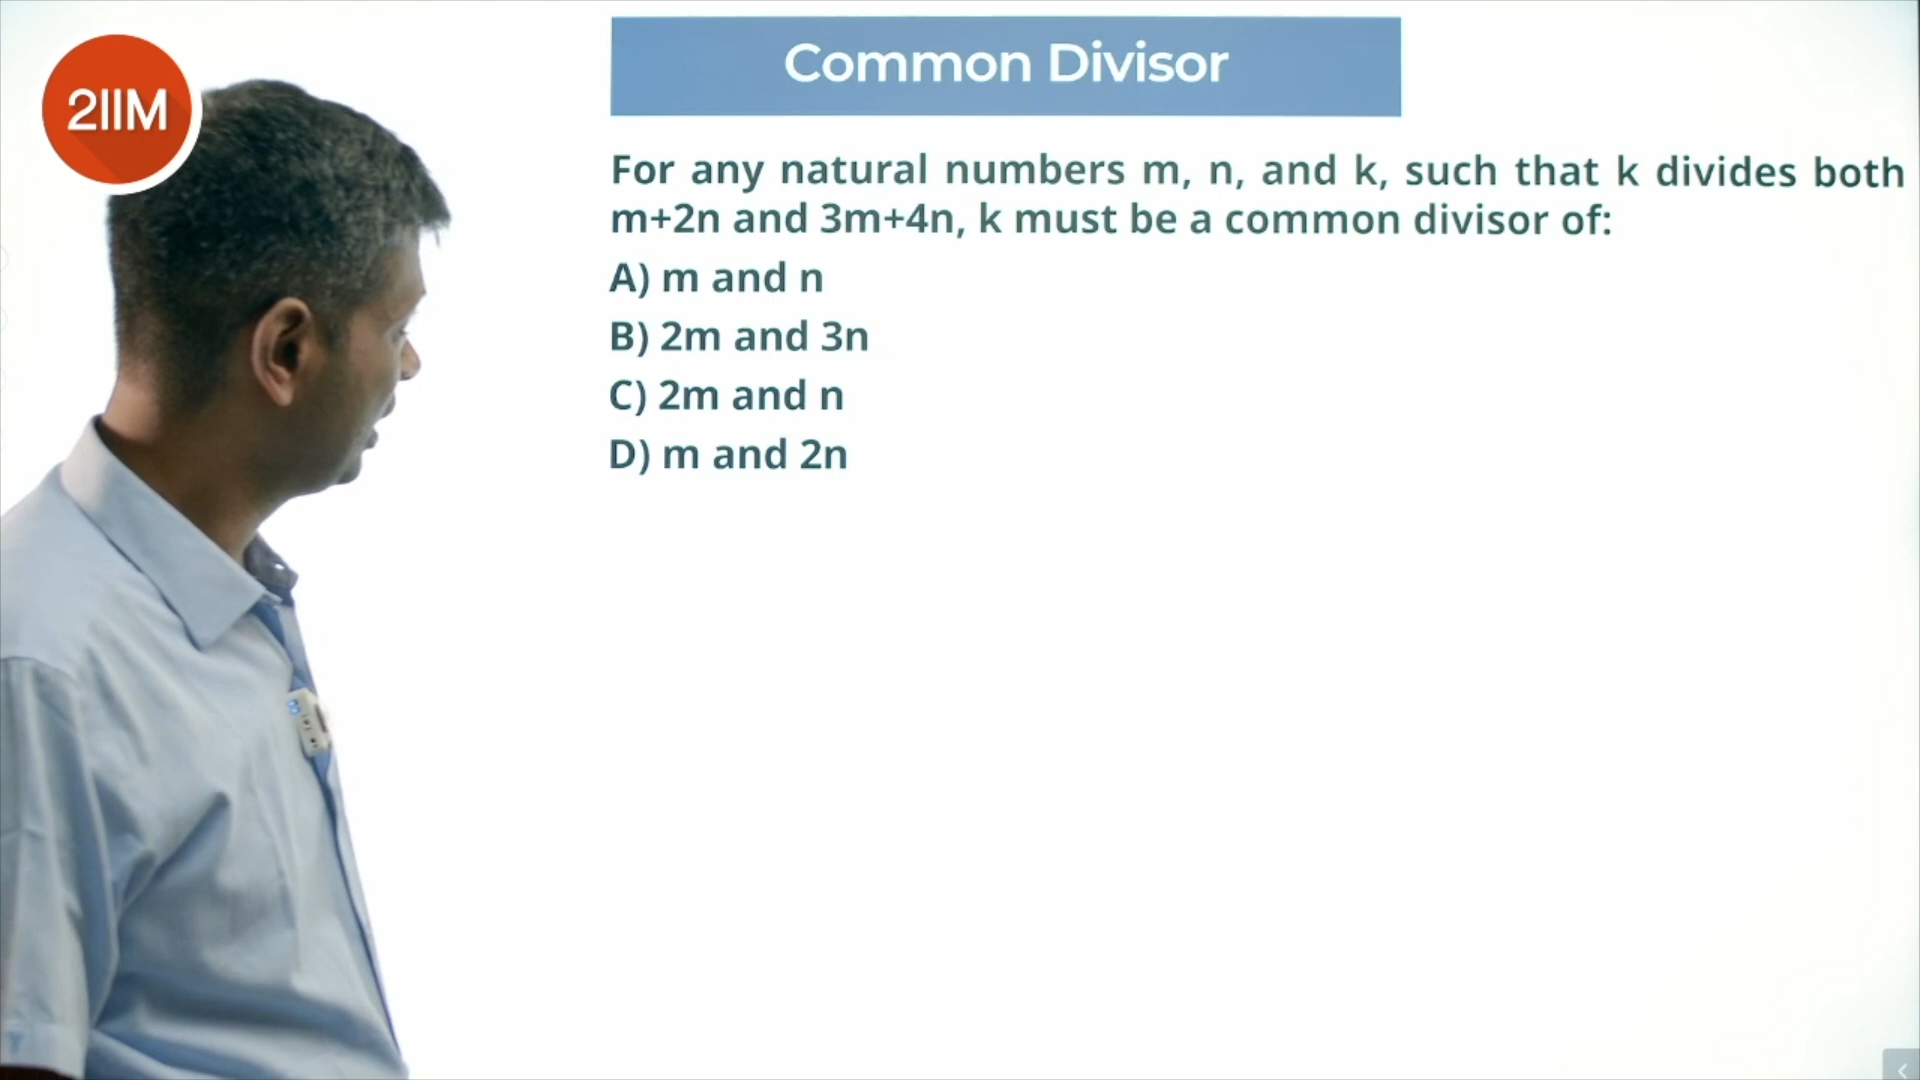 2IIM
Common Divisor
For any natural numbers m, n, and k, such that k divides both
m+2n and 3m+4n, k must be a common divisor of:
A) m and n
B) 2m and 3n
C) 2m and n
D) m and 2n